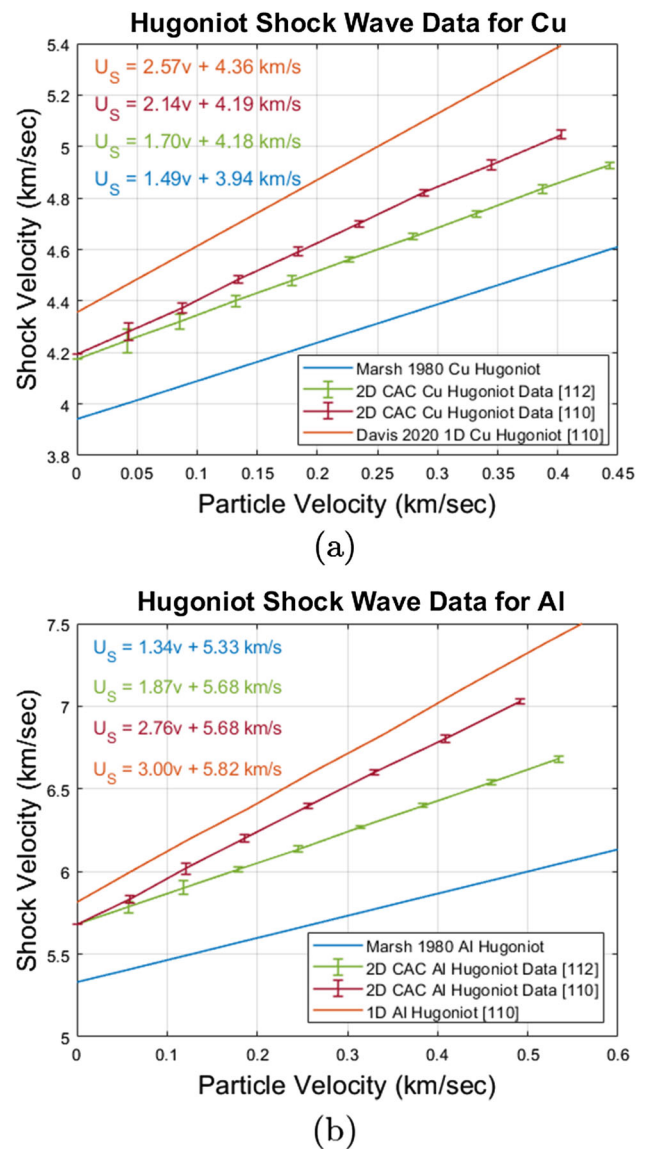 Hugoniot Shock Wave Data for Cu
5.4
5.2
5
4.8
4.6
4.4
4.2
4
3.8
Shock Velocity (km/sec)
U_S = 2.57v + 4.36 km/s
U_S = 2.14v + 4.19 km/s
U_S = 1.70v + 4.18 km/s
U_S = 1.49v + 3.94 km/s
Marsh 1980 Cu Hugoniot
2D CAC Cu Hugoniot Data [112]
2D CAC Cu Hugoniot Data [110]
Davis 2020 1D Cu Hugoniot [110]
0 0.05 0.1 0.15 0.2 0.25 0.3 0.35 0.4 0.45
Particle Velocity (km/sec)
(a)
Hugoniot Shock Wave Data for Al
7.5
7
6.5
6
5.5
5
Shock Velocity (km/sec)
U_S = 1.34v + 5.33 km/s
U_S = 1.87v + 5.68 km/s
U_S = 2.76v + 5.68 km/s
U_S = 3.00v + 5.82 km/s
Marsh 1980 Al Hugoniot
2D CAC Al Hugoniot Data [112]
2D CAC Al Hugoniot Data [110]
1D Al Hugoniot [110]
0 0.1 0.2 0.3 0.4 0.5 0.6
Particle Velocity (km/sec)
(b)